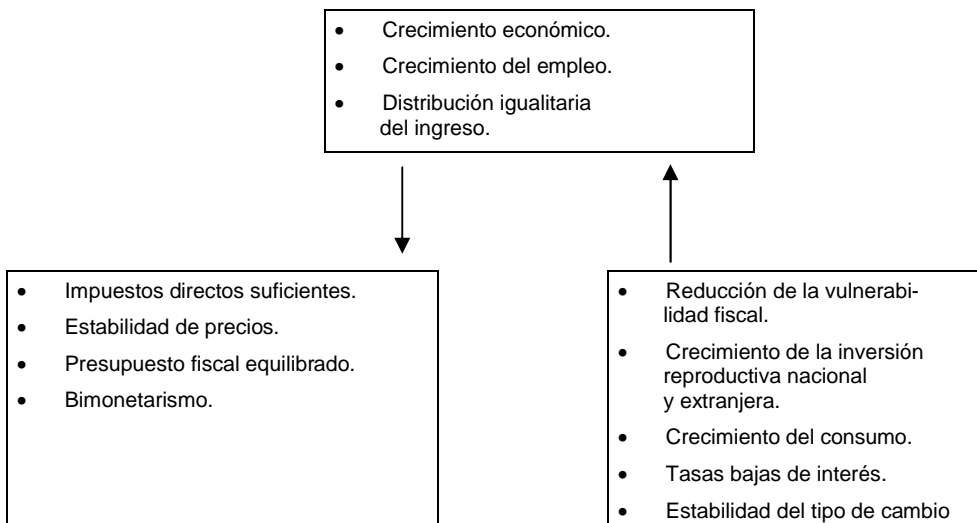 • Crecimiento económico.
• Crecimiento del empleo.
• Distribución igualitaria
del ingreso.
• Impuestos directos suficientes.
• Estabilidad de precios.
• Presupuesto fiscal equilibrado.
• Bimonetarismo.
• Reducción de la vulnerabi-
lidad fiscal.
• Crecimiento de la inversión
reproductiva nacional
y extranjera.
• Crecimiento del consumo.
• Tasas bajas de interés.
• Estabilidad del tipo de cambio